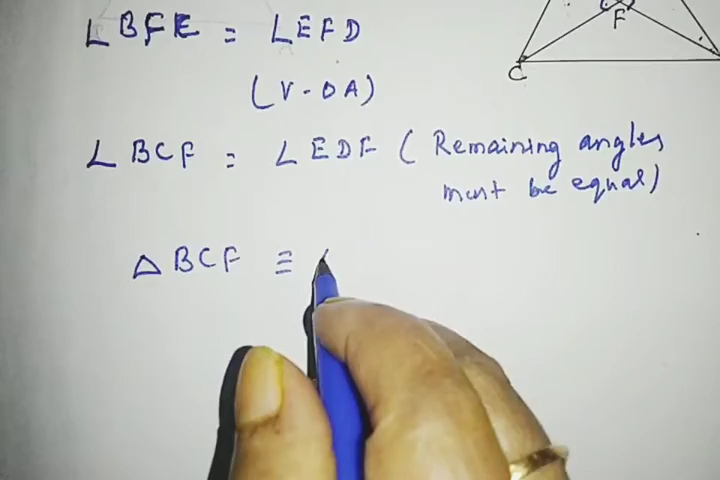 ∠BFE = ∠EFD
(V-OA)
F
C
∠BCF = ∠EDF (Remaining angles
must be equal)
△BCF ≡